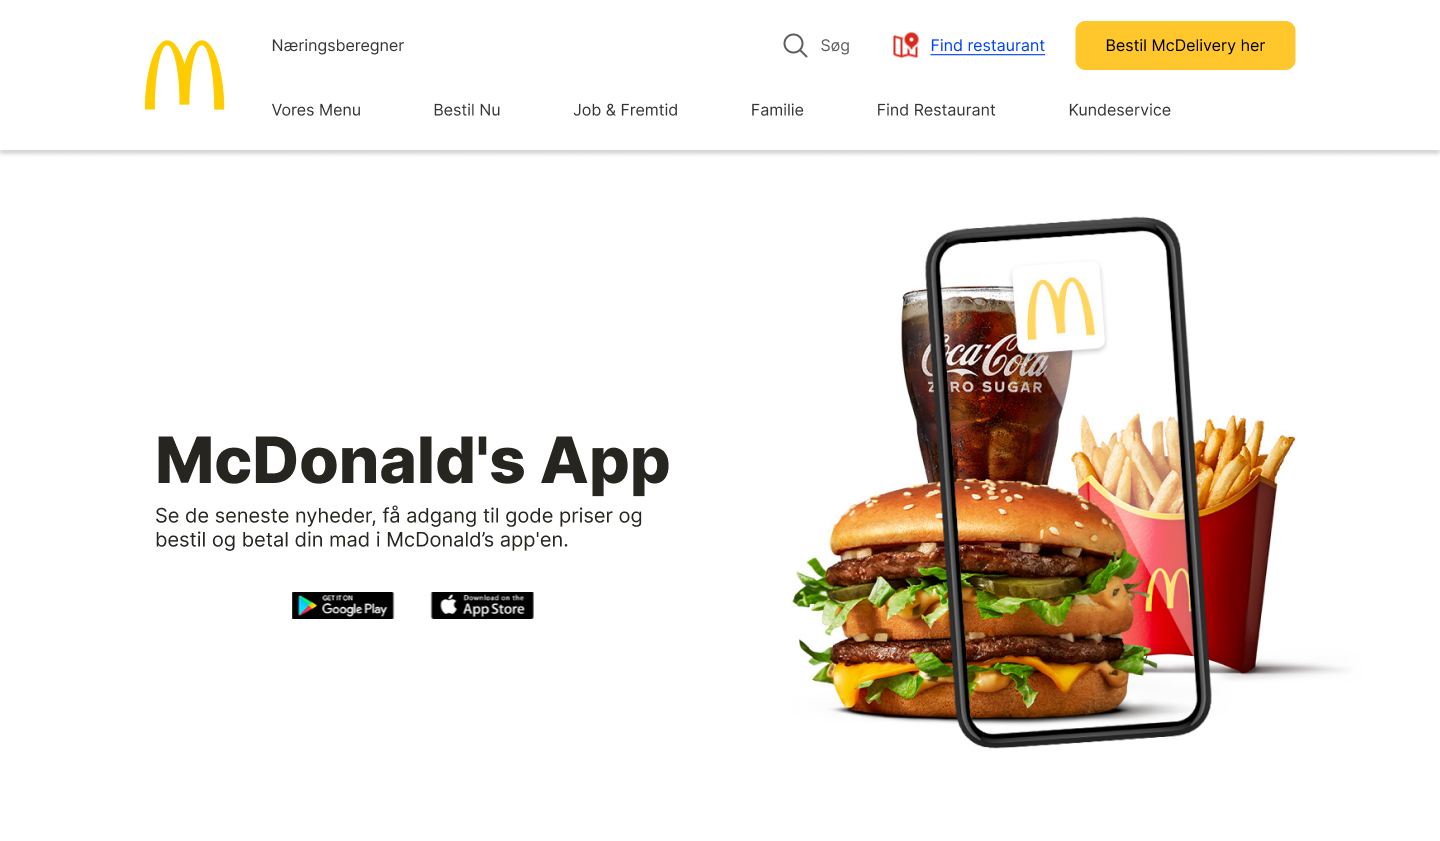 Næringsberegner
Søg
Find restaurant
Bestil McDelivery her
Vores Menu
Bestil Nu
Job & Fremtid
Familie
Find Restaurant
Kundeservice
Coca-Cola
ZERO SUGAR
McDonald's App
Se de seneste nyheder, få adgang til gode priser og
bestil og betal din mad i McDonald’s app'en.
GET IT ON
Google Play
Download on the
App Store